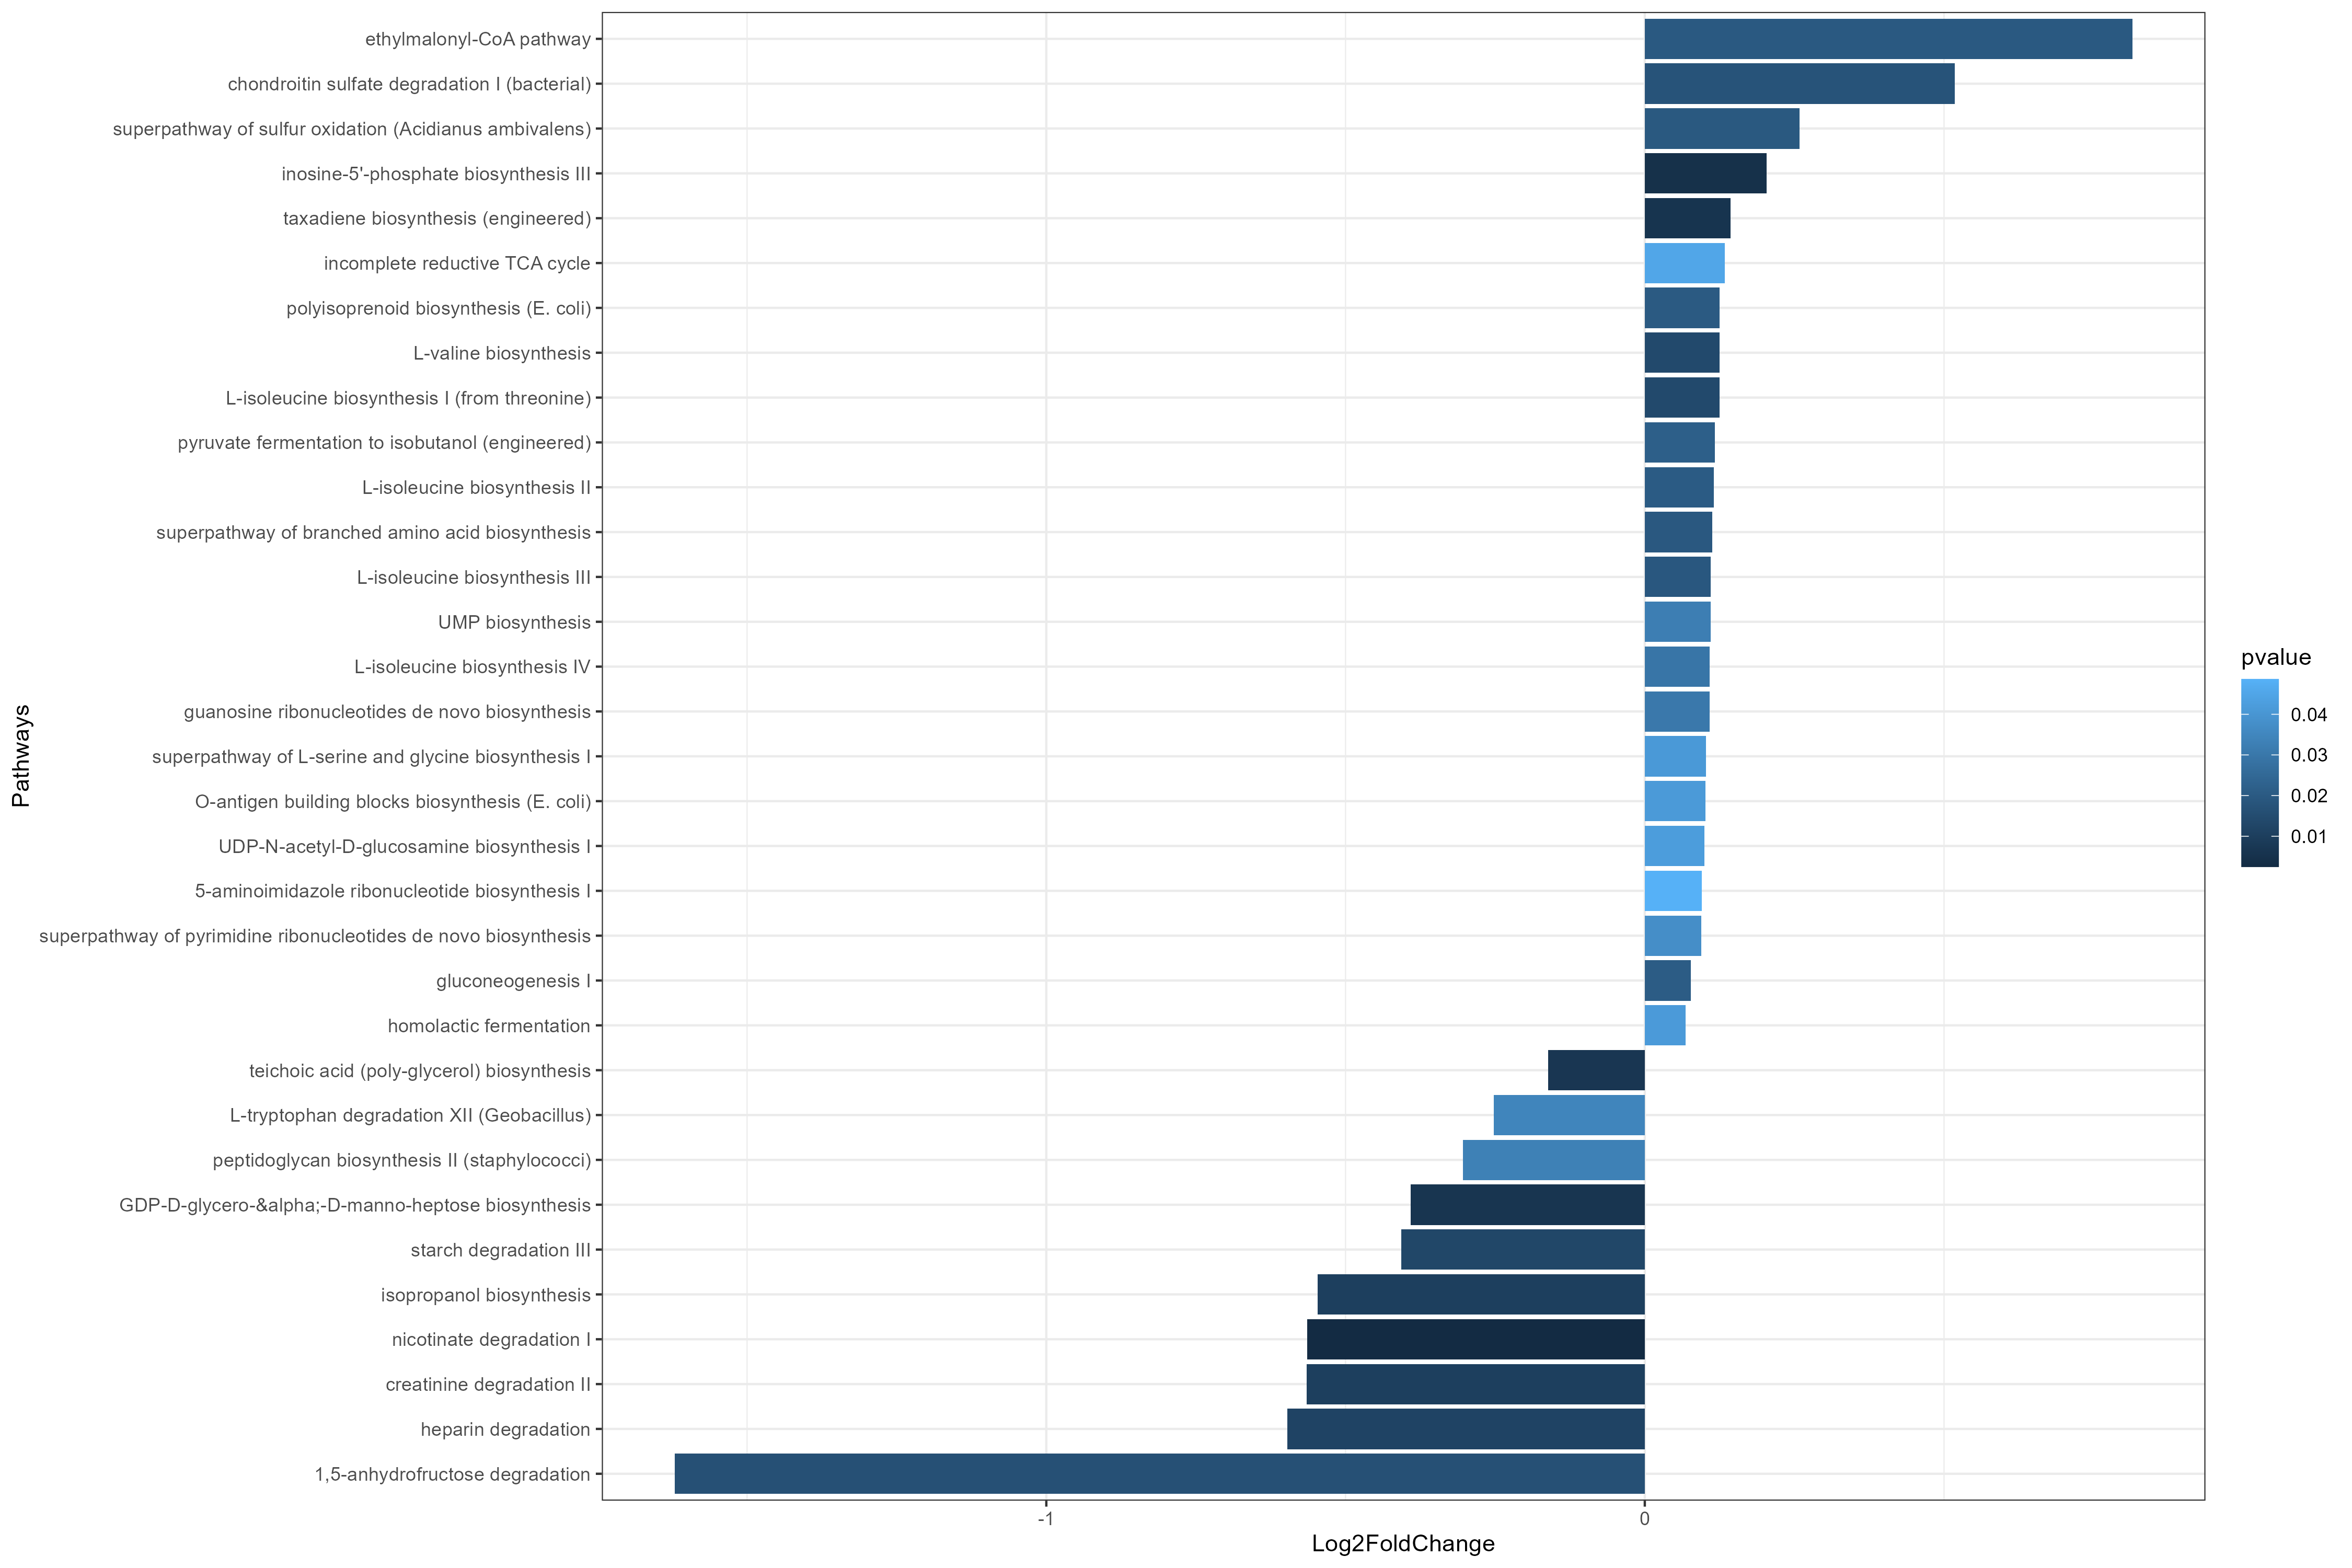 ethylmalonyl-CoA pathway
chondroitin sulfate degradation I (bacterial)
superpathway of sulfur oxidation (Acidianus ambivalens)
inosine-5'-phosphate biosynthesis III
taxadiene biosynthesis (engineered)
incomplete reductive TCA cycle
polyisoprenoid biosynthesis (E. coli)
L-valine biosynthesis
L-isoleucine biosynthesis I (from threonine)
pyruvate fermentation to isobutanol (engineered)
L-isoleucine biosynthesis II
superpathway of branched amino acid biosynthesis
L-isoleucine biosynthesis III
UMP biosynthesis
L-isoleucine biosynthesis IV
guanosine ribonucleotides de novo biosynthesis
superpathway of L-serine and glycine biosynthesis I
O-antigen building blocks biosynthesis (E. coli)
UDP-N-acetyl-D-glucosamine biosynthesis I
5-aminoimidazole ribonucleotide biosynthesis I
superpathway of pyrimidine ribonucleotides de novo biosynthesis
gluconeogenesis I
homolactic fermentation
teichoic acid (poly-glycerol) biosynthesis
L-tryptophan degradation XII (Geobacillus)
peptidoglycan biosynthesis II (staphylococci)
GDP-D-glycero-&alpha;-D-manno-heptose biosynthesis
starch degradation III
isopropanol biosynthesis
nicotinate degradation I
creatinine degradation II
heparin degradation
1,5-anhydrofructose degradation
Pathways
-1
0
Log2FoldChange
pvalue
0.04
0.03
0.02
0.01